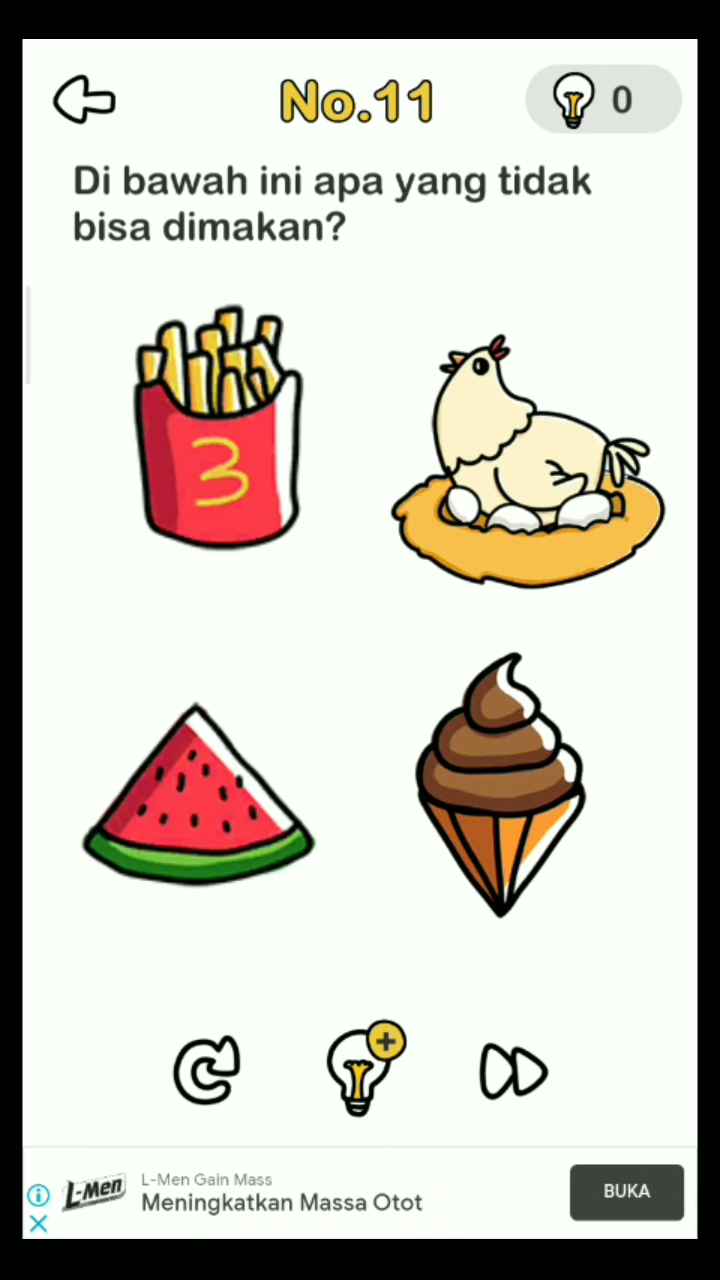 No.11
0
Di bawah ini apa yang tidak
bisa dimakan?
3
L-Men
L-Men Gain Mass
Meningkatkan Massa Otot
BUKA